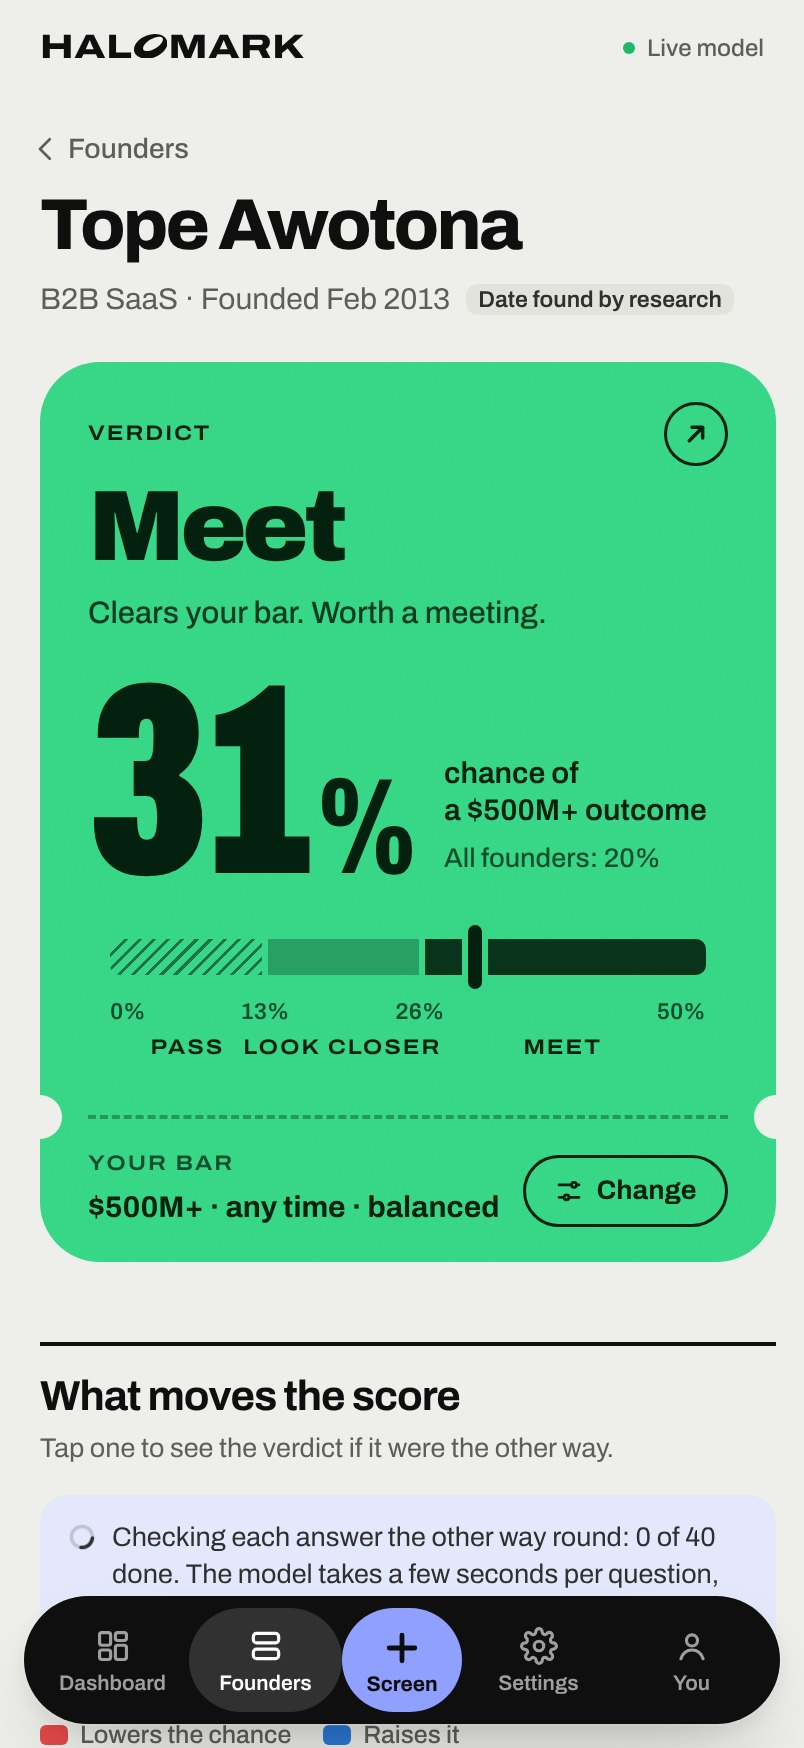 HALOMARK
Live model
Founders
Tope Awotona
B2B SaaS · Founded Feb 2013
Date found by research
VERDICT
Meet
Clears your bar. Worth a meeting.
31%
chance of
a $500M+ outcome
All founders: 20%
0% 13% 26% 50%
PASS LOOK CLOSER MEET
YOUR BAR
$500M+ · any time · balanced
Change
What moves the score
Tap one to see the verdict if it were the other way.
Checking each answer the other way round: 0 of 40
done. The model takes a few seconds per question,
Dashboard Founders Screen Settings You
Lowers the chance Raises it